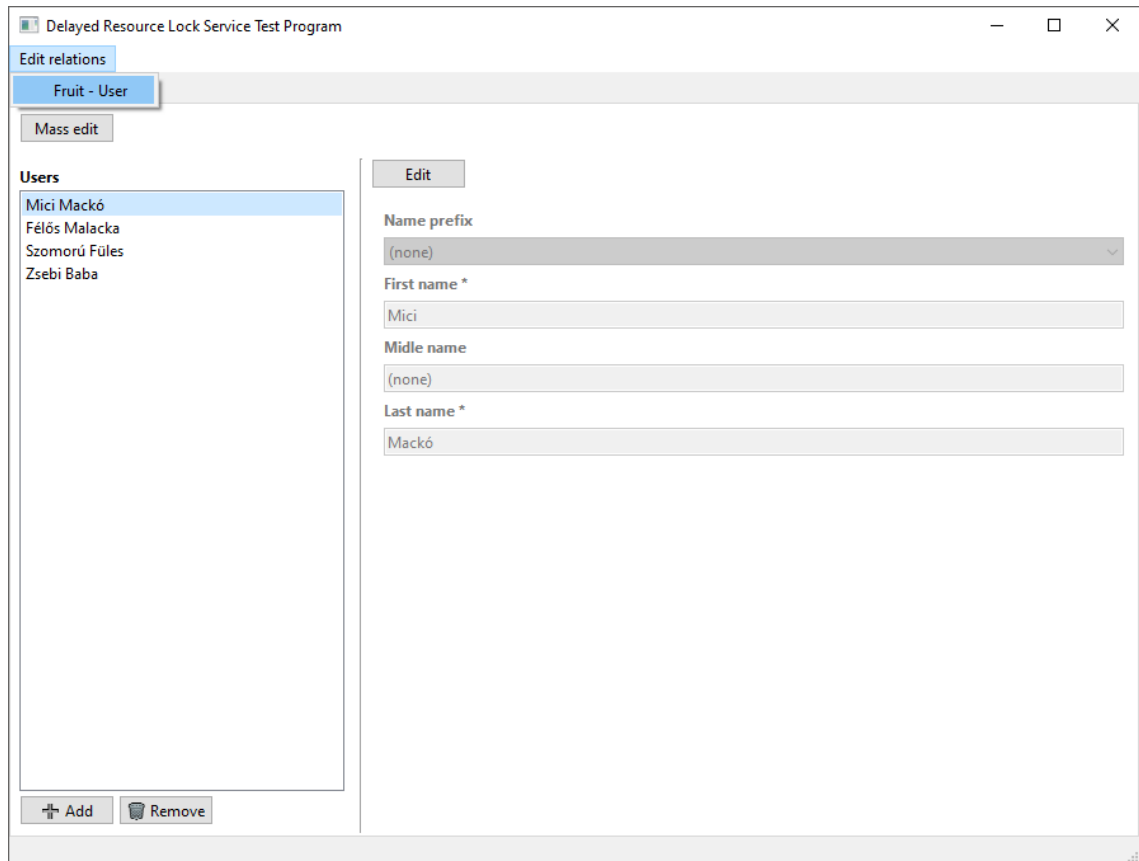 Delayed Resource Lock Service Test Program
Edit relations
Fruit - User
Mass edit
Users
Mici Mackó
Félős Malacka
Szomorú Füles
Zsebi Baba
Add
Remove
Edit
Name prefix
(none)
First name *
Mici
Midle name
(none)
Last name *
Mackó